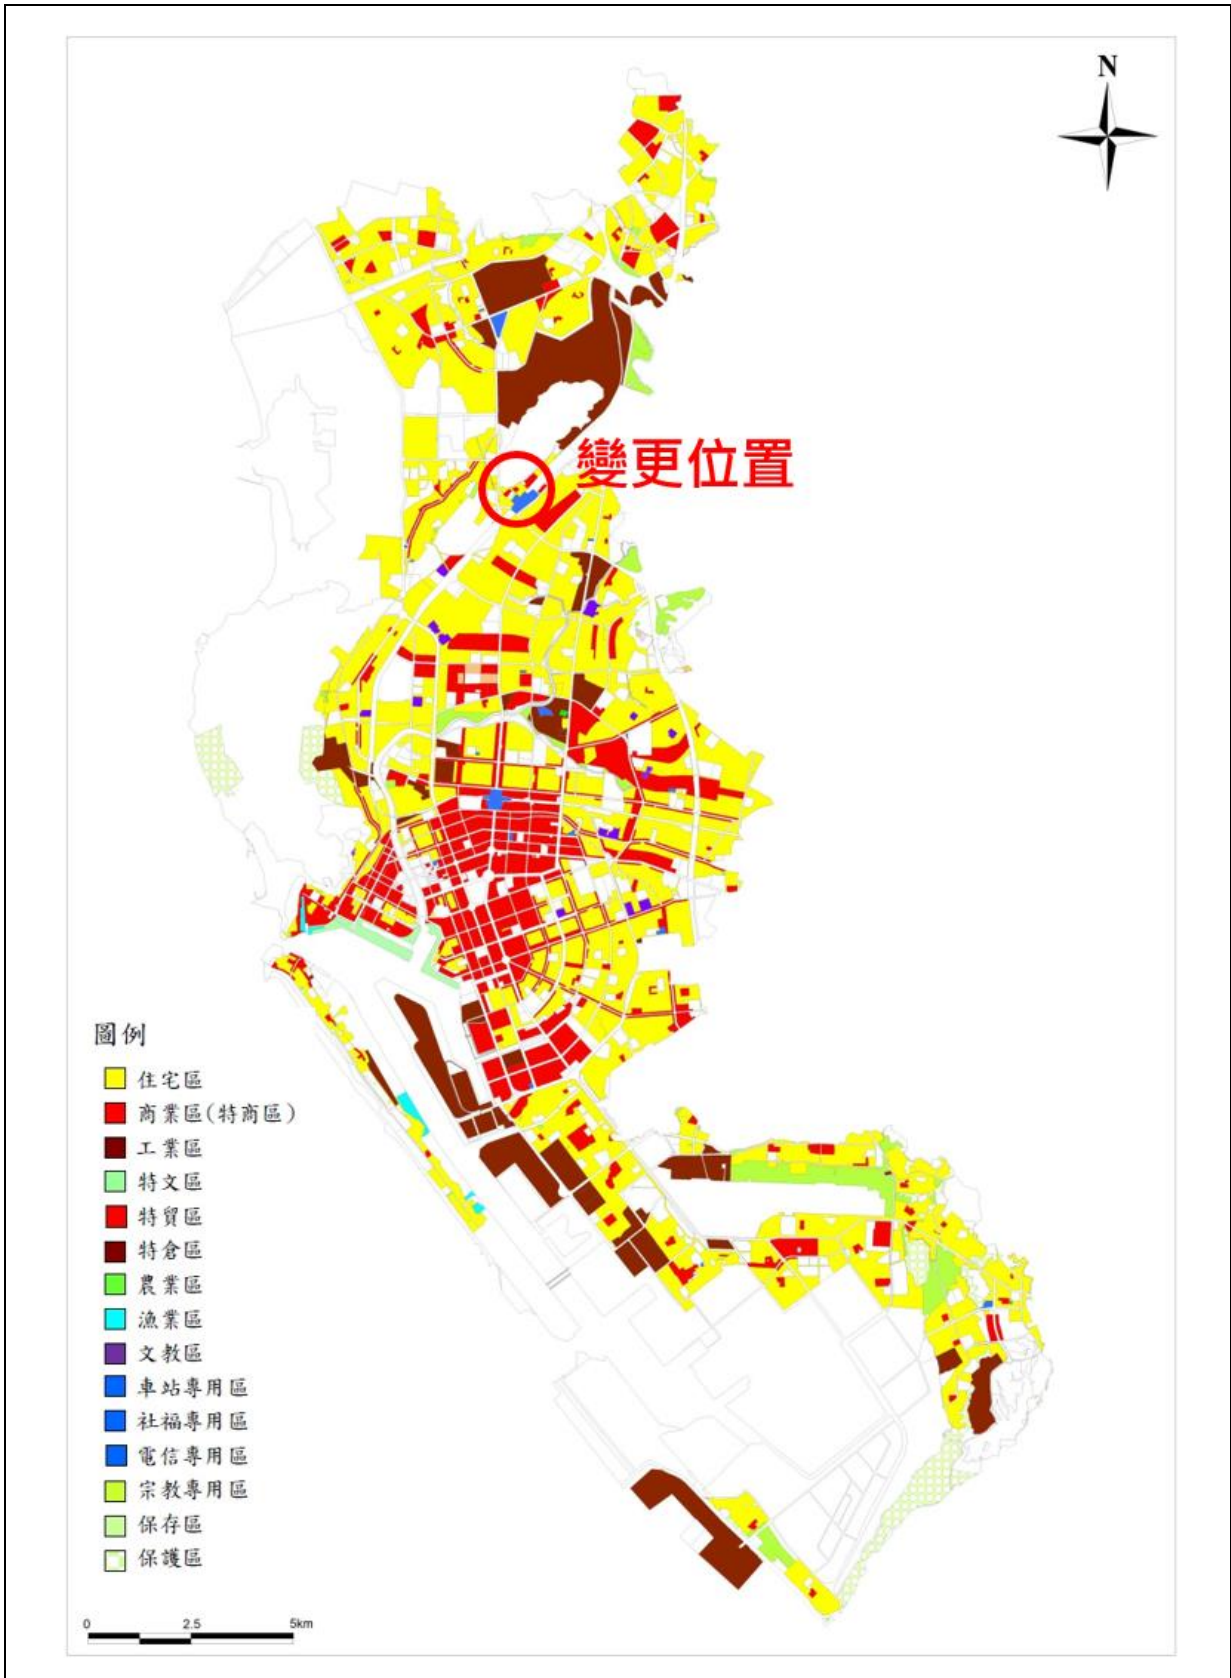 N
變更位置
圖例
住宅區
商業區(特商區)
工業區
特文區
特貿區
特倉區
農業區
漁業區
文教區
車站專用區
社福專用區
電信專用區
宗教專用區
保存區
保護區
0 2.5 5km